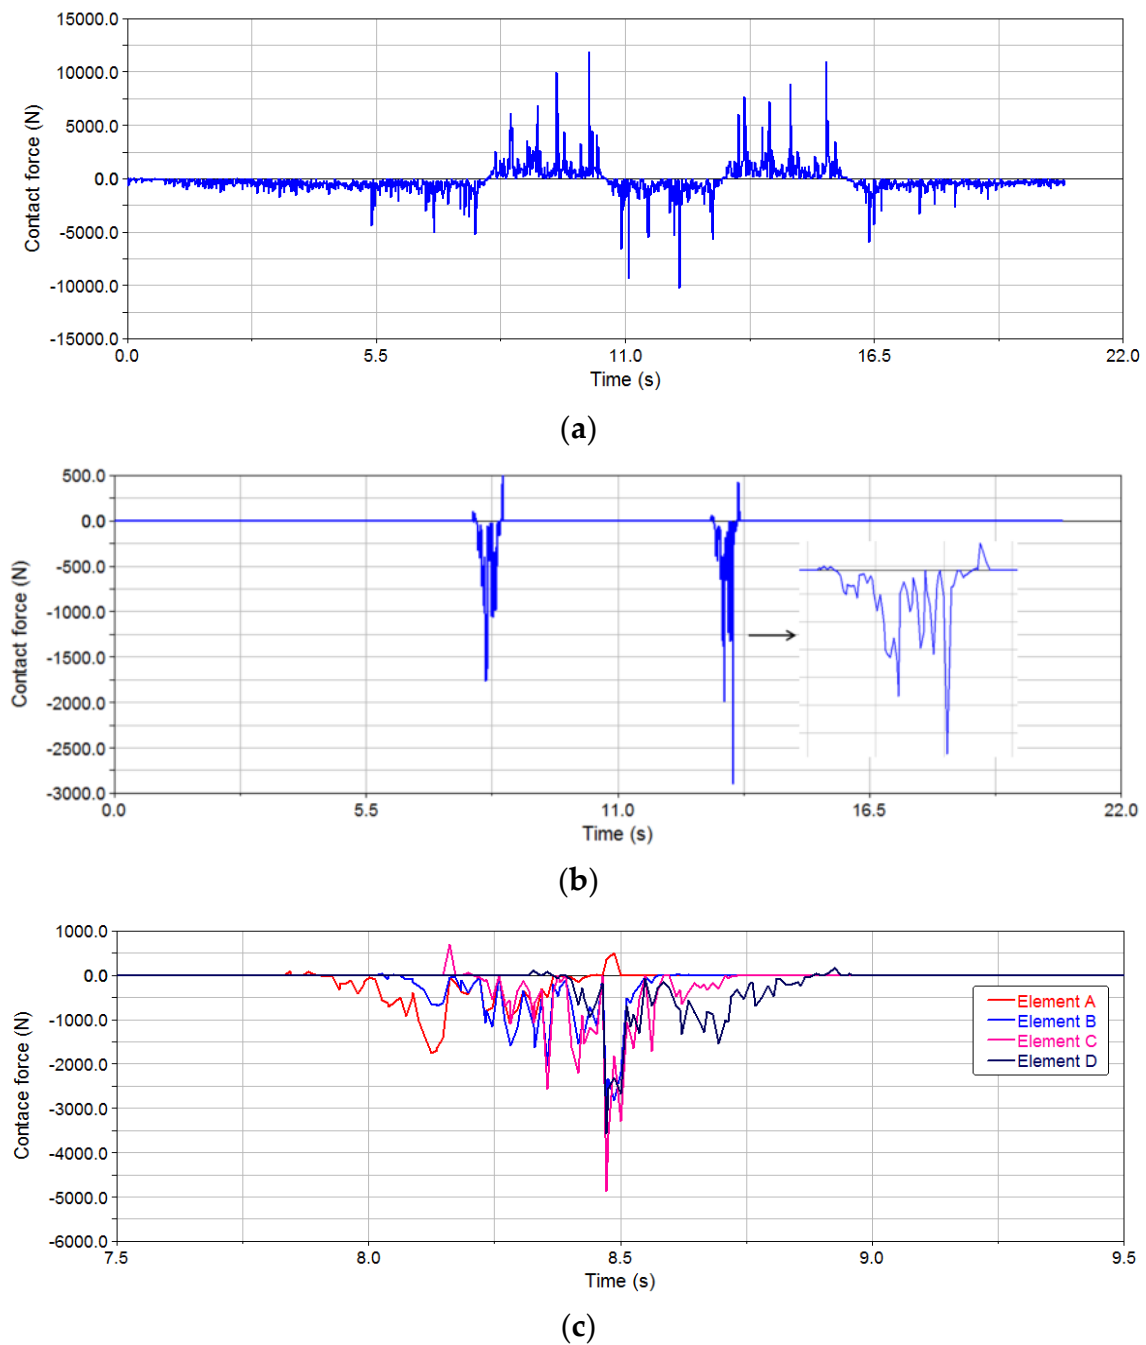 15000.0
10000.0
5000.0
0.0
-5000.0
-10000.0
-15000.0
Contact force (N)
0.0 5.5 11.0 16.5 22.0
Time (s)
(a)
500.0
0.0
-500.0
-1000.0
-1500.0
-2000.0
-2500.0
-3000.0
Contact force (N)
0.0 5.5 11.0 16.5 22.0
Time (s)
(b)
1000.0
0.0
-1000.0
-2000.0
-3000.0
-4000.0
-5000.0
-6000.0
Contace force (N)
Element A
Element B
Element C
Element D
7.5 8.0 8.5 9.0 9.5
Time (s)
(c)